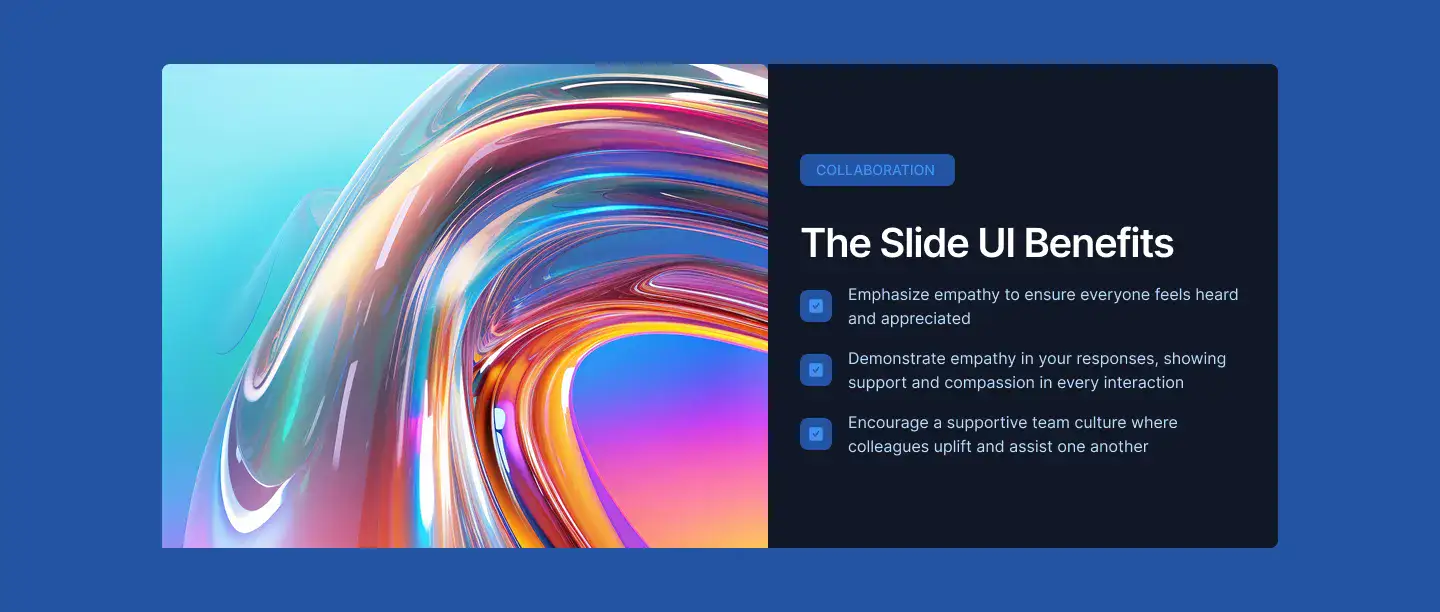 COLLABORATION
The Slide UI Benefits
Emphasize empathy to ensure everyone feels heard
and appreciated
Demonstrate empathy in your responses, showing
support and compassion in every interaction
Encourage a supportive team culture where
colleagues uplift and assist one another